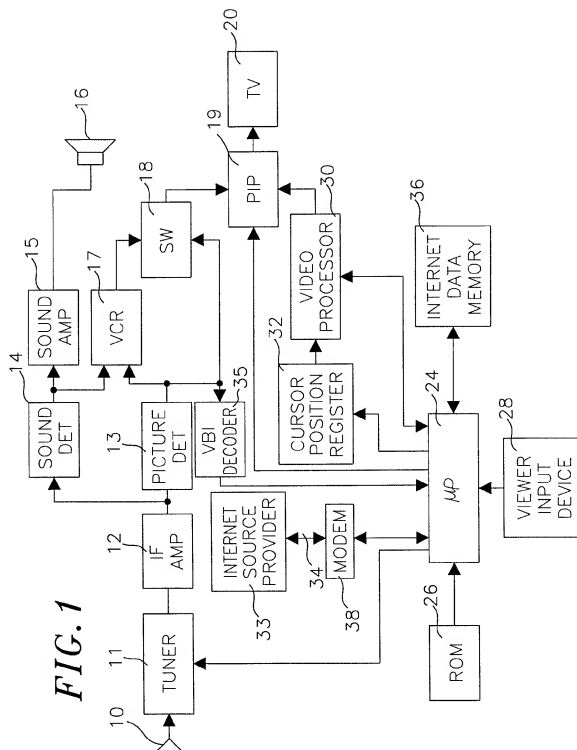 FIG. 1
10
11
TUNER
12
IF
AMP
13
PICTURE
DET
14
SOUND
DET
15
SOUND
AMP
16
17
VCR
18
SW
19
PIP
20
TV
VBI
DECODER
35
30
VIDEO
PROCESSOR
32
CURSOR
POSITION
REGISTER
33
INTERNET
SOURCE
PROVIDER
34
MODEM
38
36
INTERNET
DATA
MEMORY
24
μP
26
ROM
28
VIEWER
INPUT
DEVICE